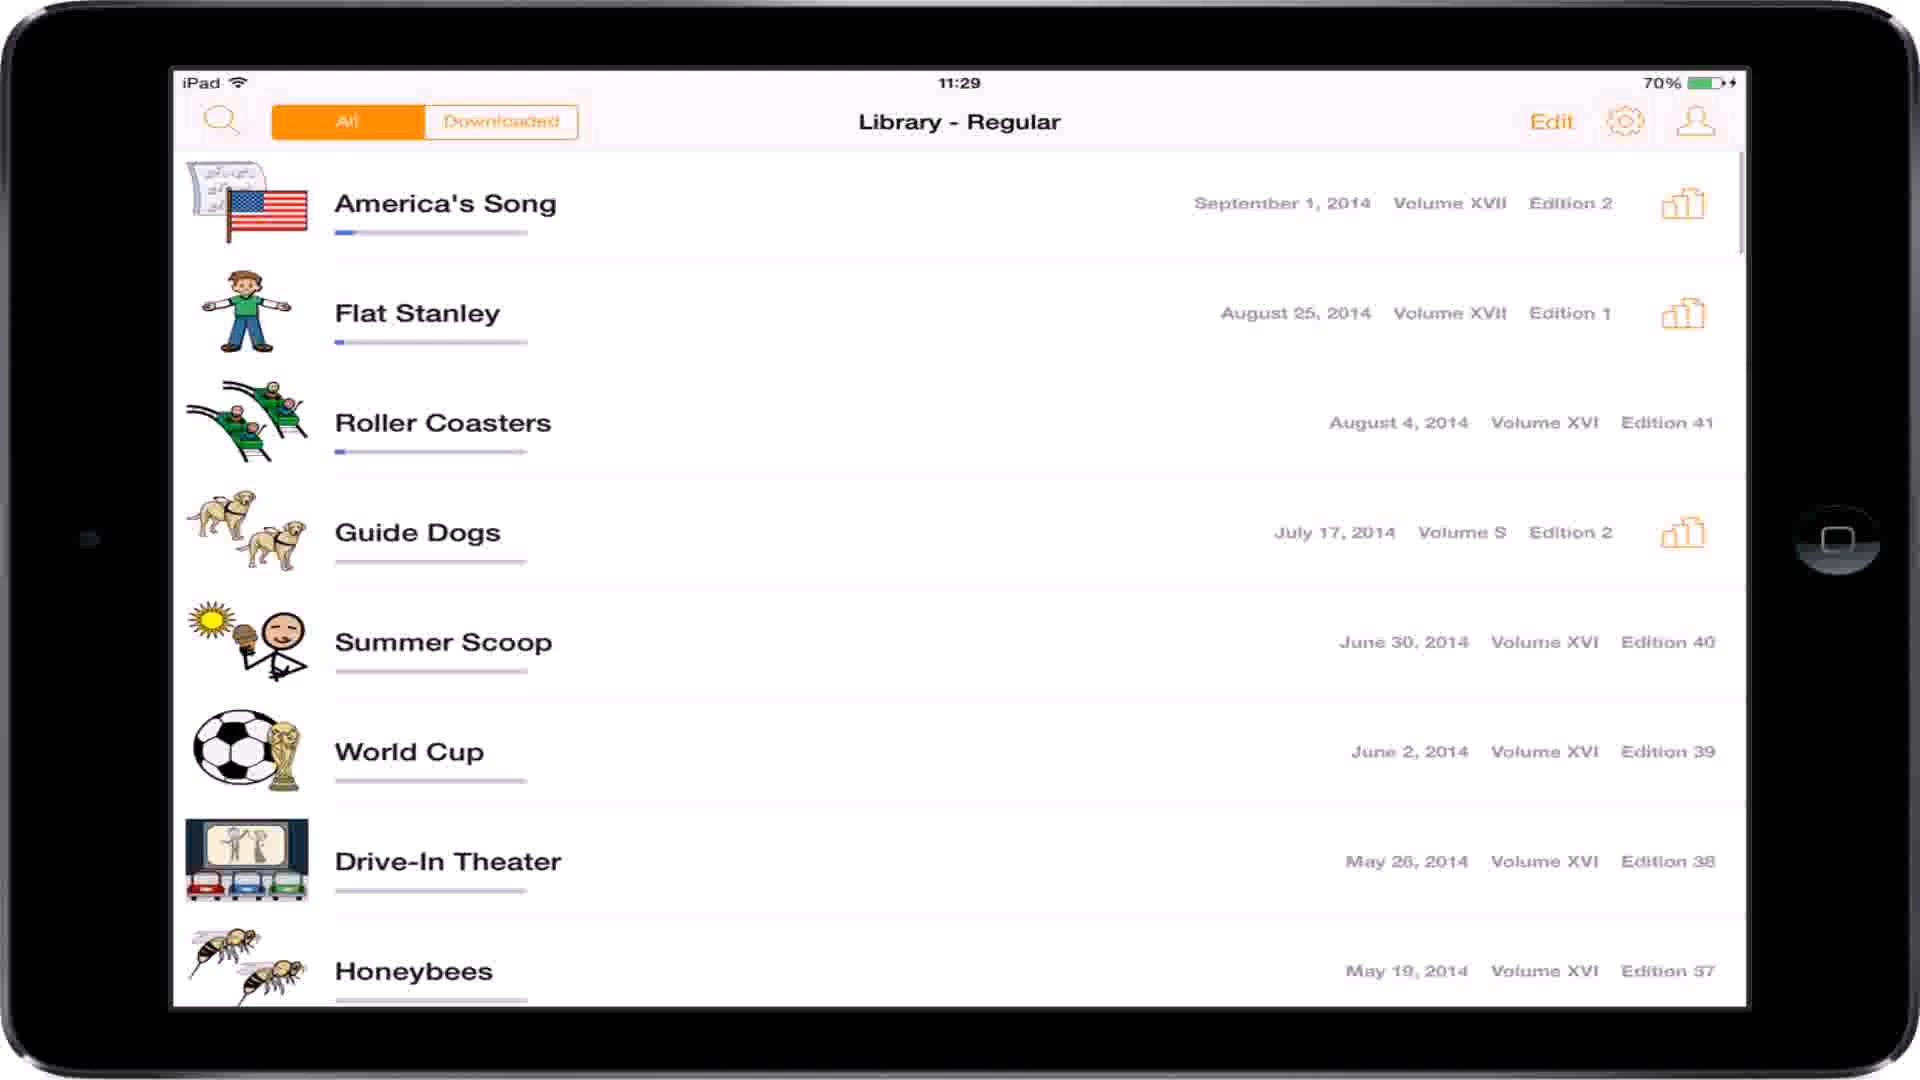 iPad 11:29 70%
All Downloaded Library - Regular Edit
America's Song September 1, 2014 Volume XVII Edition 2
Flat Stanley August 25, 2014 Volume XVII Edition 1
Roller Coasters August 4, 2014 Volume XVI Edition 41
Guide Dogs July 17, 2014 Volume S Edition 2
Summer Scoop June 30, 2014 Volume XVI Edition 40
World Cup June 2, 2014 Volume XVI Edition 39
Drive-In Theater May 26, 2014 Volume XVI Edition 38
Honeybees May 19, 2014 Volume XVI Edition 37